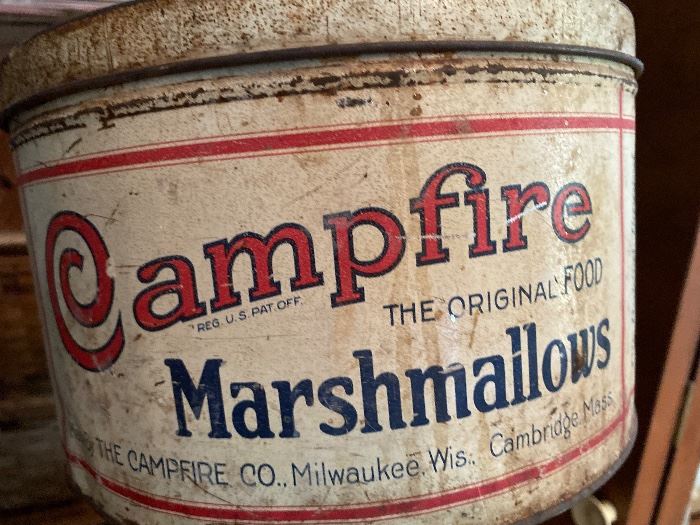 Campfire
REG. U.S. PAT. OFF.
THE ORIGINAL FOOD
Marshmallows
THE CAMPFIRE CO., Milwaukee, Wis., Cambridge, Mass.